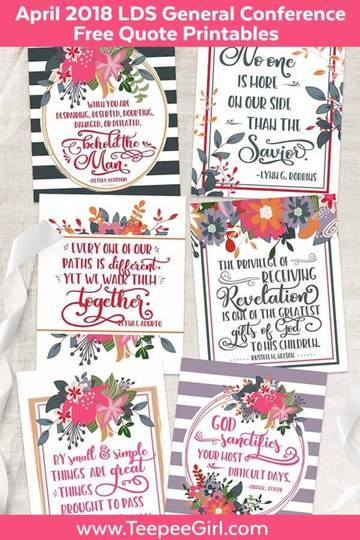 April 2018 LDS General Conference
Free Quote Printables
WHEN YOU ARE
DESPAIRING, DESERTED, DOUBTING,
DAMAGED, OR DEFEATED,
behold the
Man.
No one
IS MORE
ON OUR SIDE
THAN THE
Savior.
-LYNN G. ROBBINS
EVERY ONE OF OUR
PATHS IS different,
YET WE WALK THEM
together.
REYNA I. ABURTO
THE PRIVILEGE OF
RECEIVING
Revelation
IS ONE OF THE GREATEST
gifts of God
TO HIS CHILDREN.
RUSSELL M. NELSON
BY small & simple
THINGS ARE great
THINGS
BROUGHT TO PASS
GOD
sanctifies
YOUR MOST
DIFFICULT DAYS.
TAYLOR
www.TeepeeGirl.com